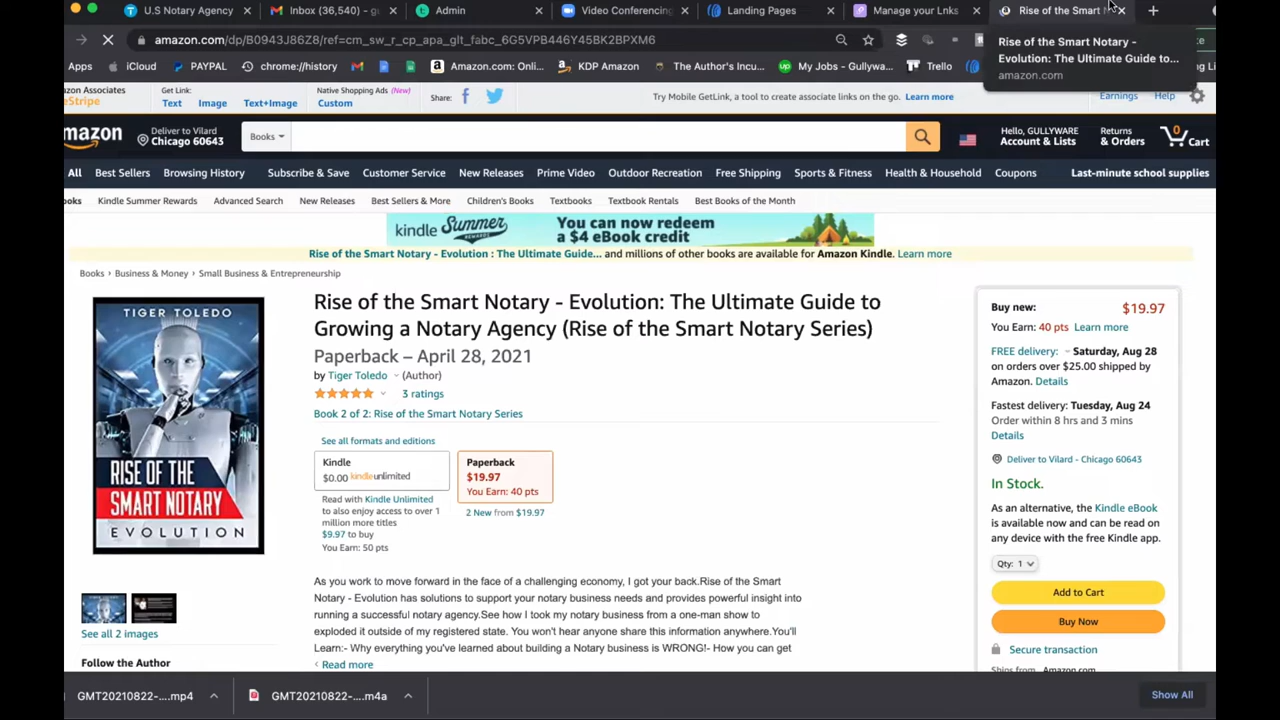 U.S Notary Agency
Inbox (36,540) - g
Admin
Video Conferencing
Landing Pages
Manage your Lnks
Rise of the Smart
amazon.com/dp/B0943J86Z8/ref=cm_sw_r_cp_apa_glt_fabc_6G5VPB446Y45BK2BPXM6
Rise of the Smart Notary -
Evolution: The Ultimate Guide to...
amazon.com
Apps
iCloud
PAYPAL
chrome://history
Amazon.com: Onli...
KDP Amazon
The Author's Incu...
My Jobs - Gullywa...
Trello
zon Associates
eStripe
Get Link:
Text
Image
Text+Image
Native Shopping Ads (New)
Custom
Share:
Try Mobile GetLink, a tool to create associate links on the go. Learn more
Earnings
Help
mazon
Deliver to Vilard
Chicago 60643
Books
Hello, GULLYWARE
Account & Lists
Returns
& Orders
0
Cart
All
Best Sellers
Browsing History
Subscribe & Save
Customer Service
New Releases
Prime Video
Outdoor Recreation
Free Shipping
Sports & Fitness
Health & Household
Coupons
Last-minute school supplies
ooks
Kindle Summer Rewards
Advanced Search
New Releases
Best Sellers & More
Children's Books
Textbooks
Textbook Rentals
Best Books of the Month
kindle Summer REWARDS
You can now redeem
a $4 eBook credit
Rise of the Smart Notary - Evolution : The Ultimate Guide... and millions of other books are available for Amazon Kindle. Learn more
Books › Business & Money › Small Business & Entrepreneurship
TIGER TOLEDO
RISE OF THE
SMART NOTARY
EVOLUTION
See all 2 images
Follow the Author
Rise of the Smart Notary - Evolution: The Ultimate Guide to
Growing a Notary Agency (Rise of the Smart Notary Series)
Paperback – April 28, 2021
by Tiger Toledo (Author)
3 ratings
Book 2 of 2: Rise of the Smart Notary Series
See all formats and editions
Kindle
$0.00 kindleunlimited
Read with Kindle Unlimited
to also enjoy access to over 1
million more titles
$9.97 to buy
You Earn: 50 pts
Paperback
$19.97
You Earn: 40 pts
2 New from $19.97
As you work to move forward in the face of a challenging economy, I got your back.Rise of the Smart
Notary - Evolution has solutions to support your notary business needs and provides powerful insight into
running a successful notary agency.See how I took my notary business from a one-man show to
exploded it outside of my registered state. You won't hear anyone share this information anywhere.You'll
Learn:- Why everything you've learned about building a Notary business is WRONG!- How you can get
Read more
Buy new: $19.97
You Earn: 40 pts Learn more
FREE delivery: Saturday, Aug 28
on orders over $25.00 shipped by
Amazon. Details
Fastest delivery: Tuesday, Aug 24
Order within 8 hrs and 3 mins
Details
Deliver to Vilard - Chicago 60643
In Stock.
As an alternative, the Kindle eBook
is available now and can be read on
any device with the free Kindle app.
Qty: 1
Add to Cart
Buy Now
Secure transaction
Ships from Amazon.com
GMT20210822-....mp4
GMT20210822-....m4a
Show All